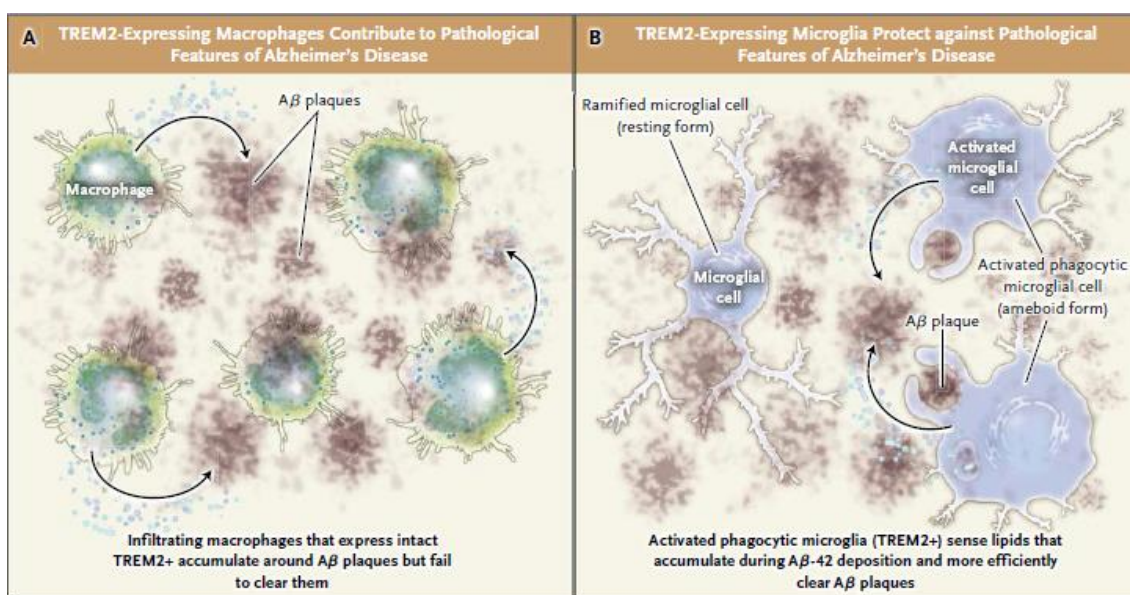 A
TREM2-Expressing Macrophages Contribute to Pathological
Features of Alzheimer's Disease
Aβ plaques
Macrophage
Infiltrating macrophages that express intact
TREM2+ accumulate around Aβ plaques but fail
to clear them
B
TREM2-Expressing Microglia Protect against Pathological
Features of Alzheimer's Disease
Ramified microglial cell
(resting form)
Activated
microglial
cell
Microglial
cell
Activated phagocytic
microglial cell
(ameboid form)
Aβ plaque
Activated phagocytic microglia (TREM2+) sense lipids that
accumulate during Aβ-42 deposition and more efficiently
clear Aβ plaques